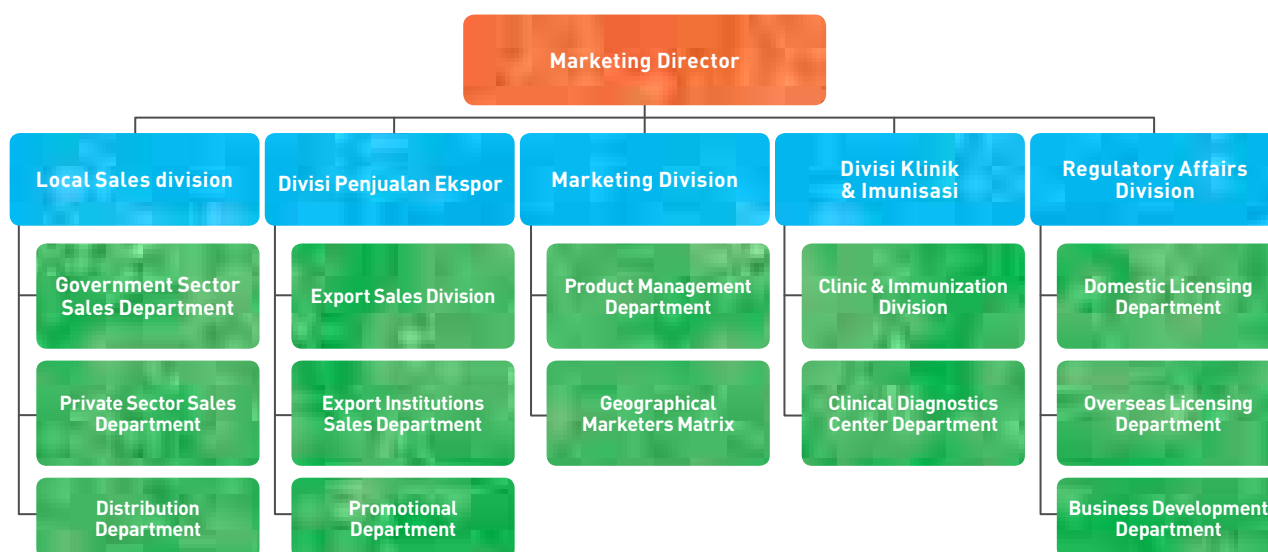 Marketing Director
Local Sales division
Divisi Penjualan Ekspor
Marketing Division
Divisi Klinik
& Imunisasi
Regulatory Affairs
Division
Government Sector
Sales Department
Export Sales Division
Product Management
Department
Clinic & Immunization
Division
Domestic Licensing
Department
Private Sector Sales
Department
Export Institutions
Sales Department
Geographical
Marketers Matrix
Clinical Diagnostics
Center Department
Overseas Licensing
Department
Distribution
Department
Promotional
Department
Business Development
Department